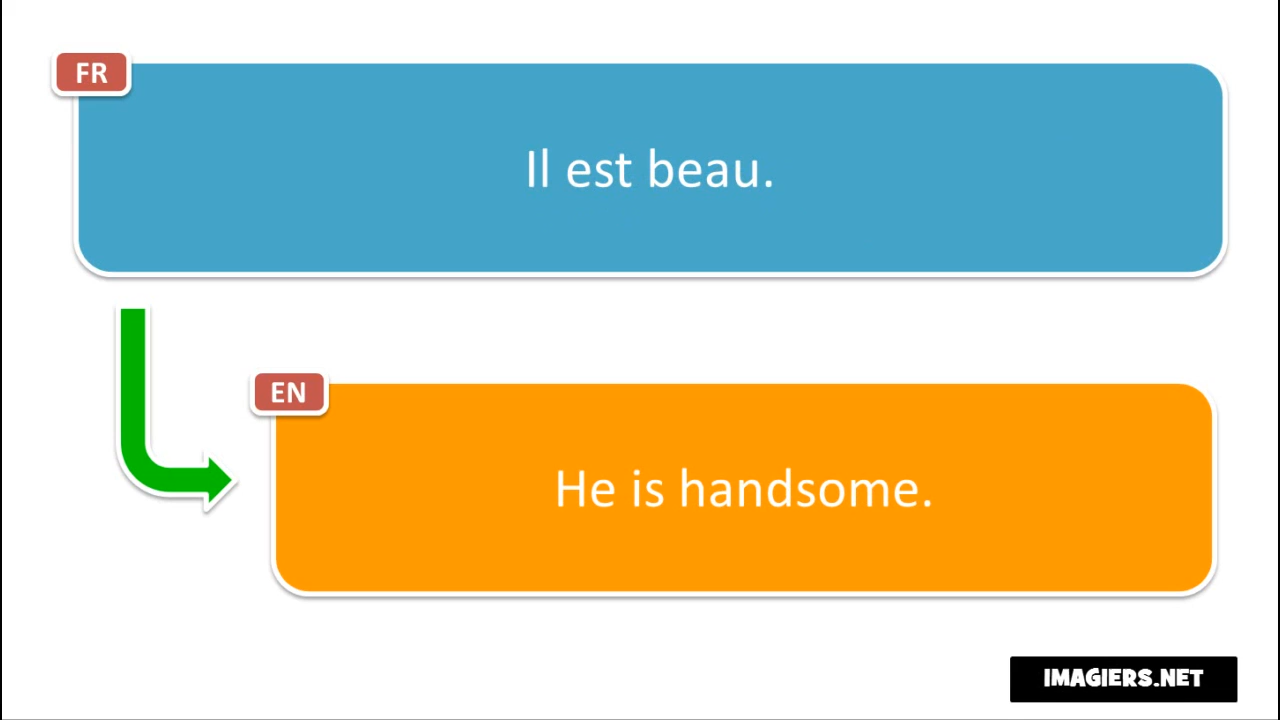 FR
Il est beau.
EN
He is handsome.
IMAGIERS.NET